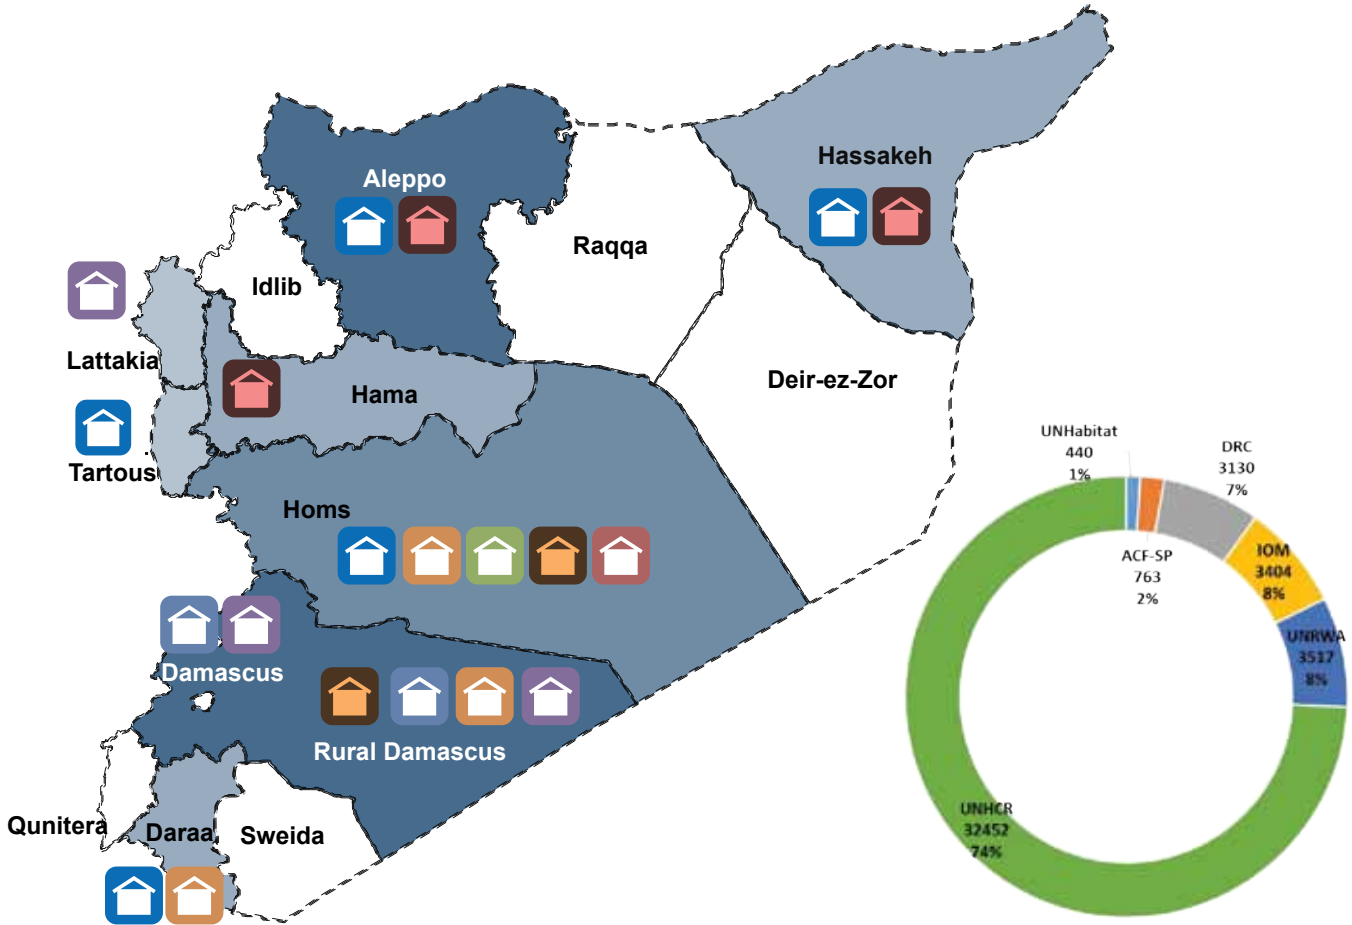 Hassakeh
Aleppo
Raqqa
Idlib
Lattakia
Hama
Deir-ez-Zor
Tartous
Homs
Damascus
Rural Damascus
Qunitera
Daraa
Sweida
UNHabitat
440
1%
DRC
3130
7%
ACF-SP
763
2%
IOM
3404
8%
UNRWA
3517
8%
UNHCR
32452
74%